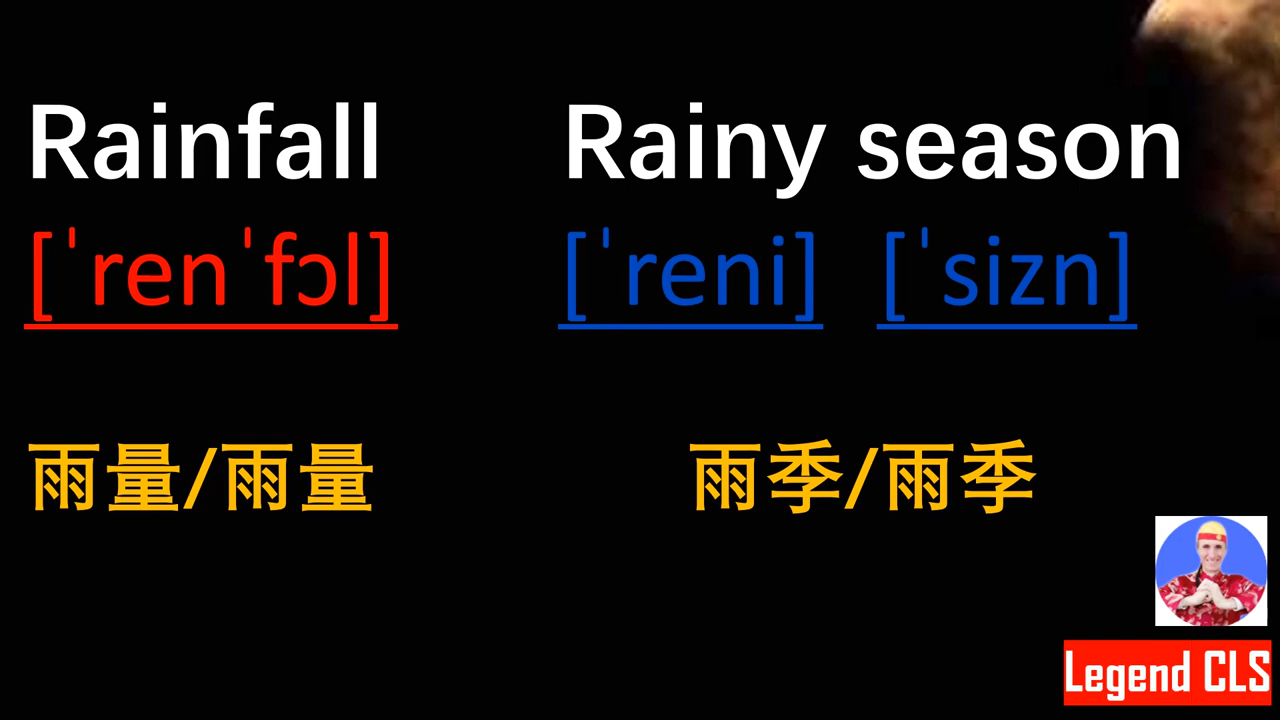 Rainfall Rainy season
[ˈrenˈfɔl] [ˈreni] [ˈsizn]
雨量/雨量 雨季/雨季
Legend CLS